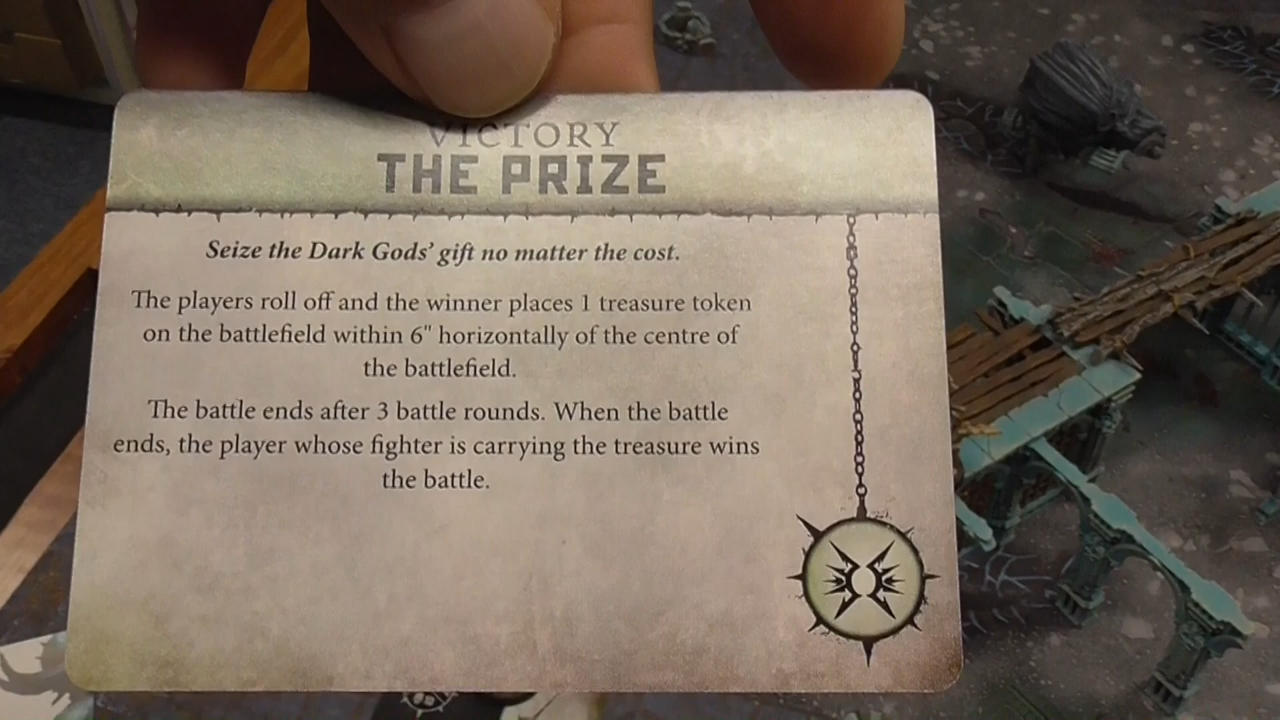 VICTORY
THE PRIZE
Seize the Dark Gods' gift no matter the cost.
The players roll off and the winner places 1 treasure token
on the battlefield within 6" horizontally of the centre of
the battlefield.
The battle ends after 3 battle rounds. When the battle
ends, the player whose fighter is carrying the treasure wins
the battle.